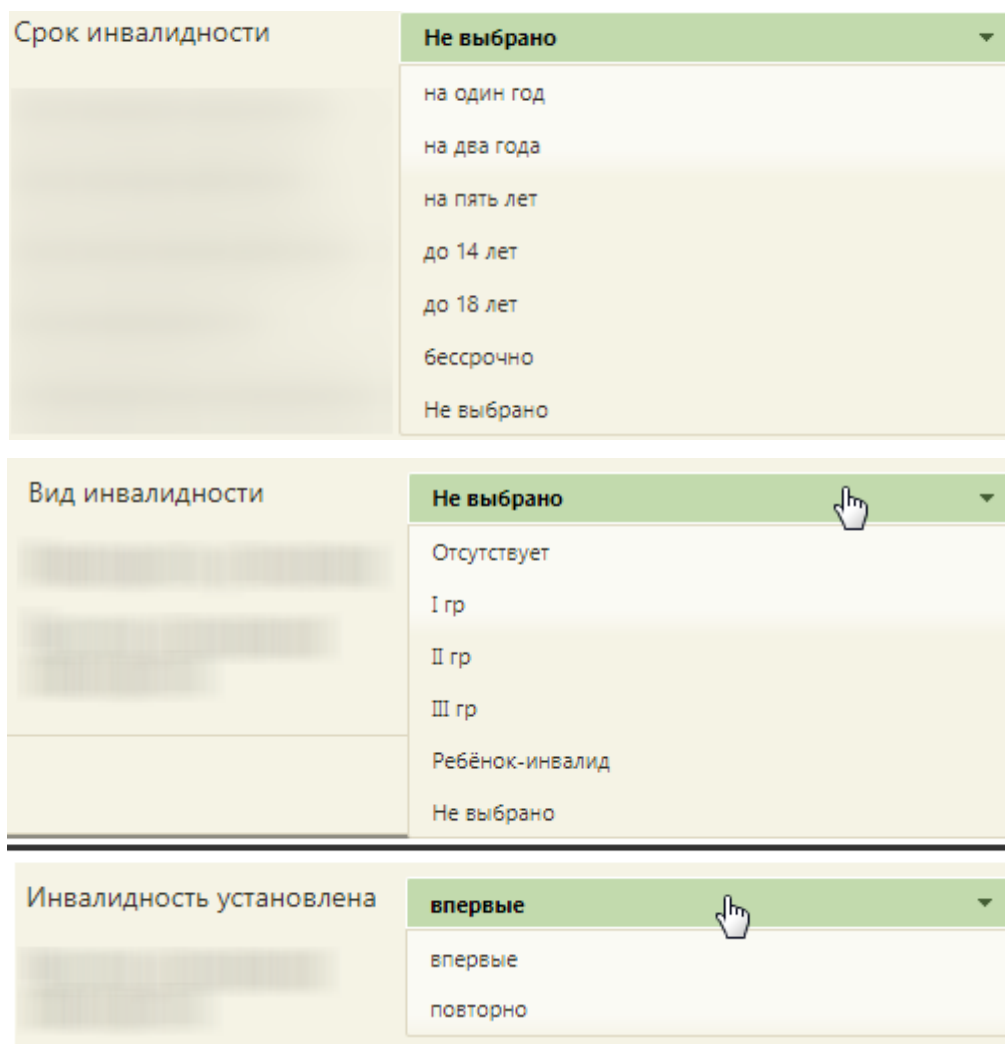 Срок инвалидности Не выбрано
на один год
на два года
на пять лет
до 14 лет
до 18 лет
бессрочно
Не выбрано
Вид инвалидности Не выбрано
Отсутствует
I гр
II гр
III гр
Ребёнок-инвалид
Не выбрано
Инвалидность установлена впервые
впервые
повторно